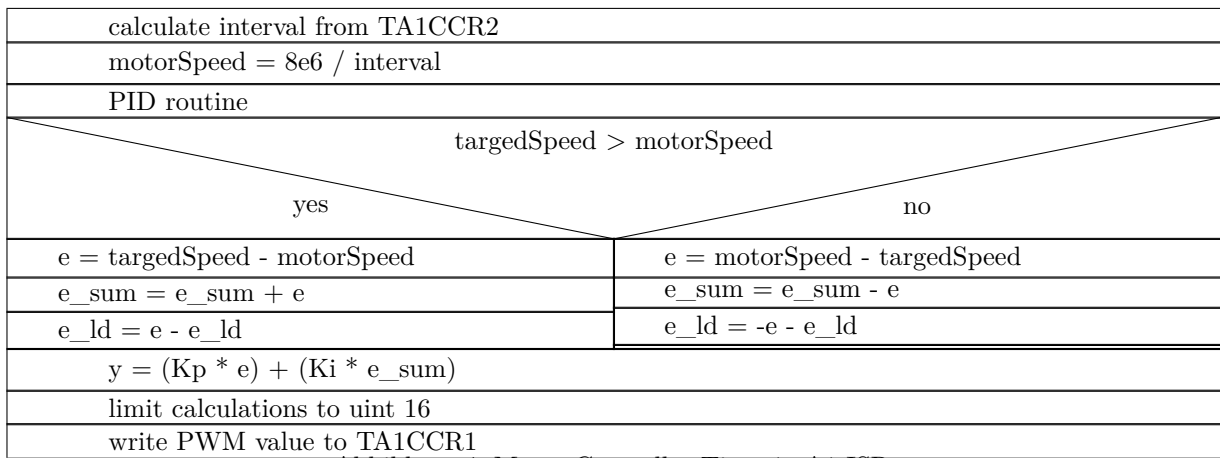 calculate interval from TA1CCR2
motorSpeed = 8e6 / interval
PID routine
targedSpeed > motorSpeed
yes
no
e = targedSpeed - motorSpeed
e_sum = e_sum + e
e_ld = e - e_ld
e = motorSpeed - targedSpeed
e_sum = e_sum - e
e_ld = -e - e_ld
y = (Kp * e) + (Ki * e_sum)
limit calculations to uint 16
write PWM value to TA1CCR1